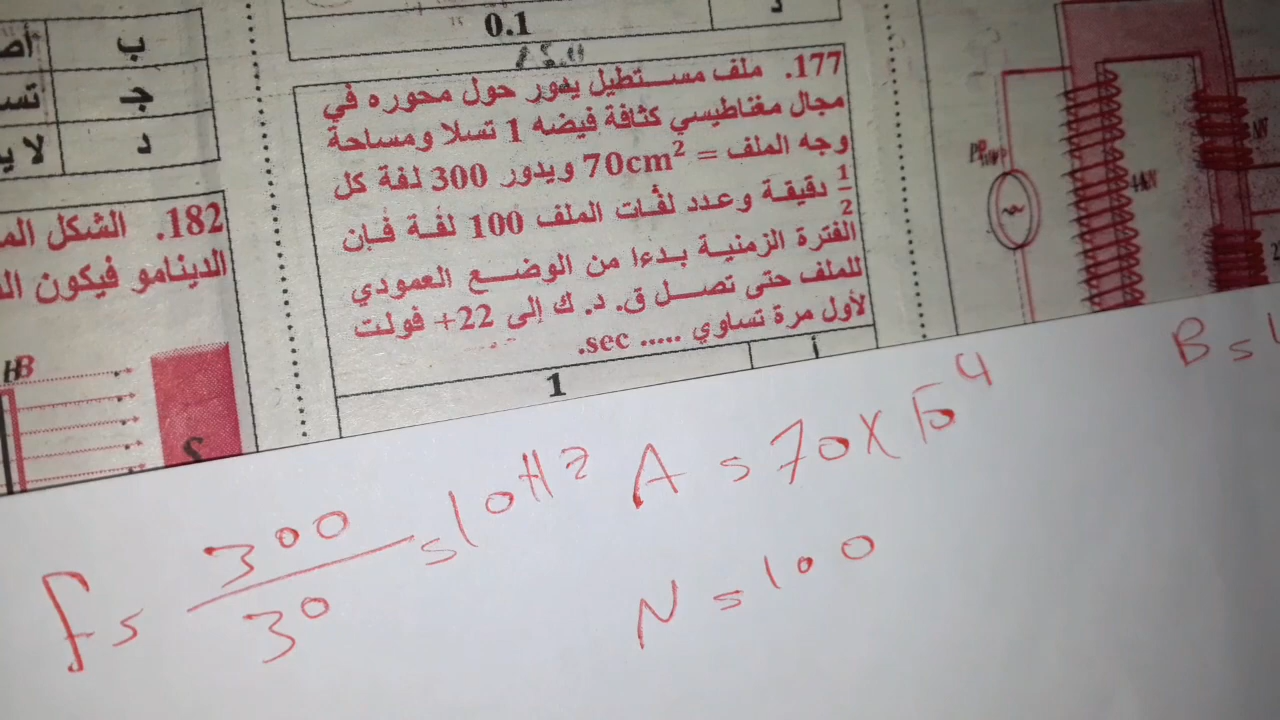 0.1
د
177. ملف مستطيل يدور حول محوره في
مجال مغناطيسي كثافة فيضه 1 تسلا ومساحة
وجه الملف = 70cm² ويدور 300 لفة كل
1/2 دقيقة وعدد لفات الملف 100 لفة فإن
الفترة الزمنية بدءا من الوضع العمودي
للملف حتى تصل ق. د. ك إلى 22+ فولت
لأول مرة تساوي ..... sec.
أ
1
ب
جـ
د
182. الشكل
الدينامو فيكون
B
f = 300/30 = 10 Hz
A = 70 X 10⁴
N = 100
B =